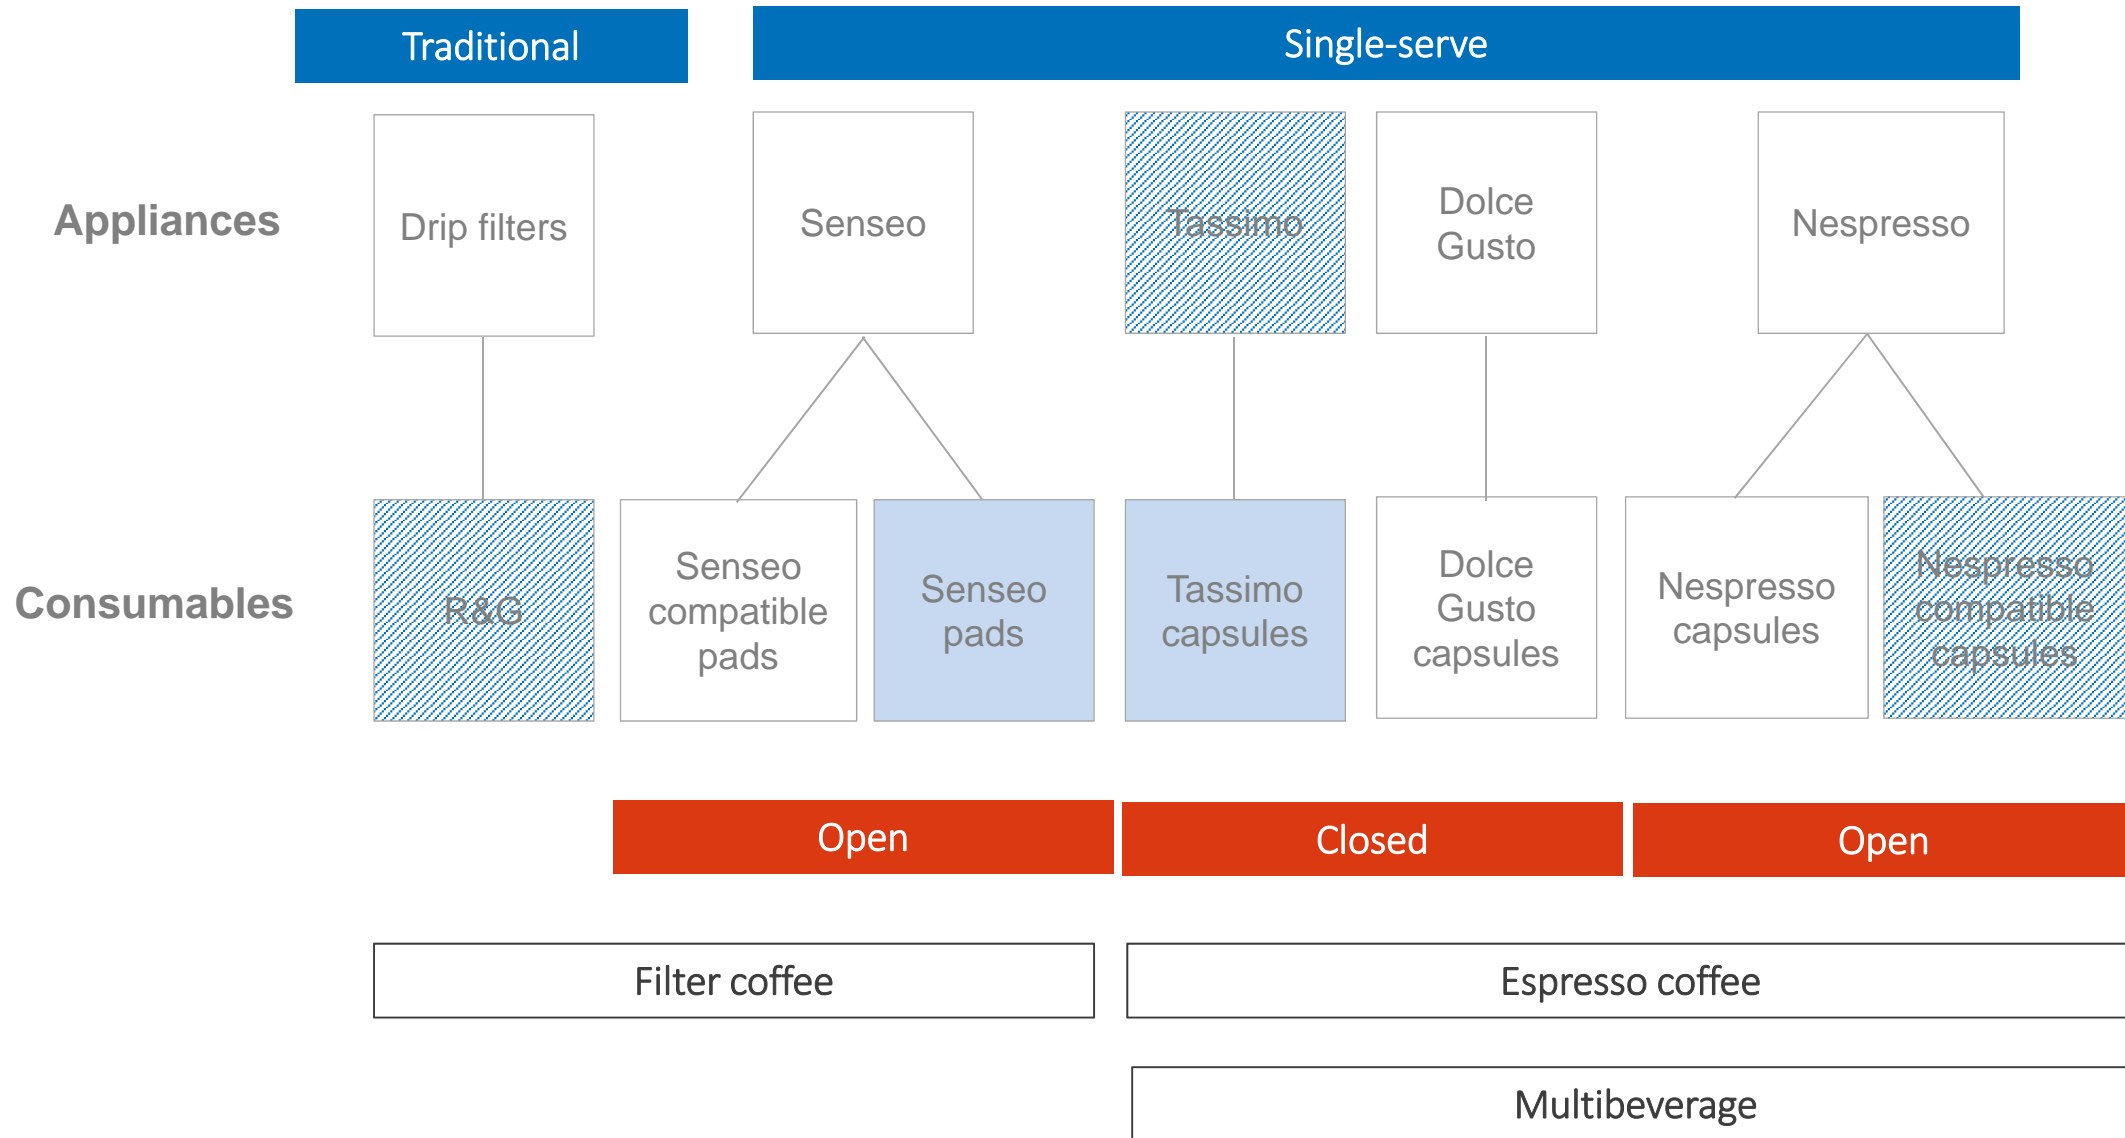 Traditional
Single-serve
Appliances
Drip filters
Senseo
Tassimo
Dolce
Gusto
Nespresso
Consumables
R&G
Senseo
compatible
pads
Senseo
pads
Tassimo
capsules
Dolce
Gusto
capsules
Nespresso
capsules
Nespresso
compatible
capsules
Open
Closed
Open
Filter coffee
Espresso coffee
Multibeverage